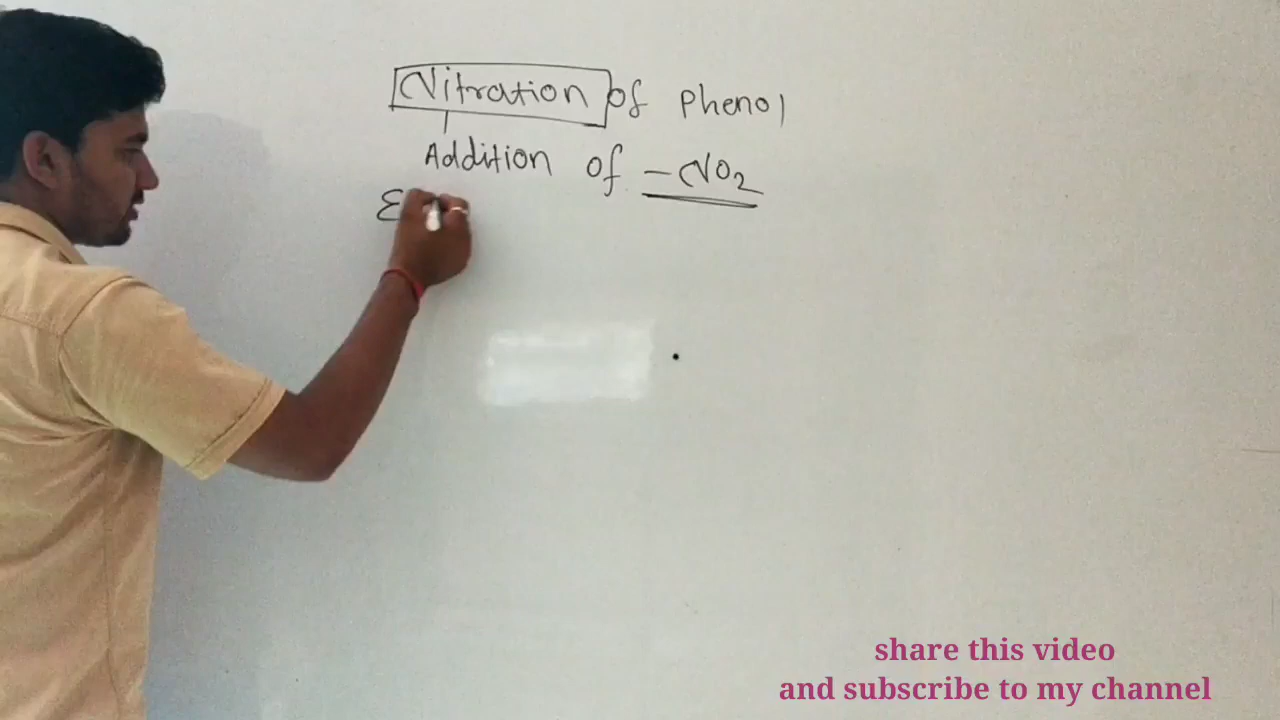 Nitration of Phenol
Addition of -NO2
E
share this video
and subscribe to my channel